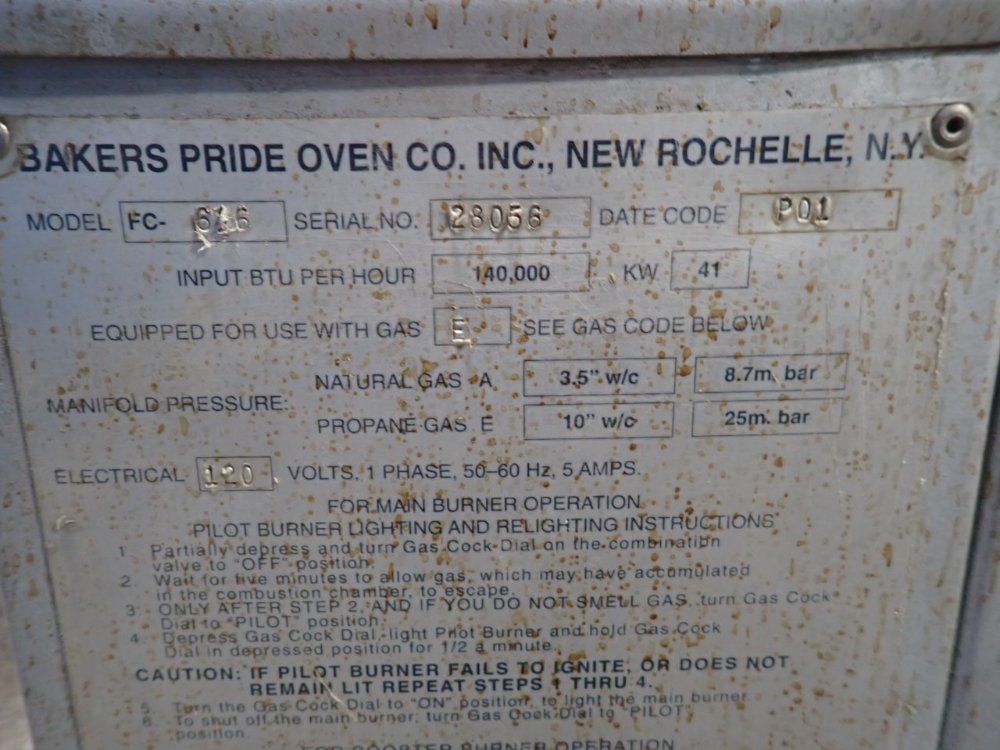 BAKERS PRIDE OVEN CO. INC., NEW ROCHELLE, N.Y.
MODEL FC- 616 SERIAL NO. 28056 DATE CODE P01
INPUT BTU PER HOUR 140,000 KW 41
EQUIPPED FOR USE WITH GAS E SEE GAS CODE BELOW
NATURAL GAS A 3.5" w/c 8.7m. bar
MANIFOLD PRESSURE:
PROPANE GAS E 10" w/c 25m. bar
ELECTRICAL 120 VOLTS, 1 PHASE, 50-60 Hz, 5 AMPS.
FOR MAIN BURNER OPERATION
PILOT BURNER LIGHTING AND RELIGHTING INSTRUCTIONS
1. Partially depress and turn Gas Cock Dial on the combination
valve to "OFF" position.
2. Wait for five minutes to allow gas, which may have accumulated
in the combustion chamber, to escape.
3. ONLY AFTER STEP 2, AND IF YOU DO NOT SMELL GAS, turn Gas Cock
Dial to "PILOT" position.
4. Depress Gas Cock Dial, light Pilot Burner and hold Gas Cock
Dial in depressed position for 1/2 a minute.
CAUTION: IF PILOT BURNER FAILS TO IGNITE, OR DOES NOT
REMAIN LIT REPEAT STEPS 1 THRU 4.
5. Turn the Gas Cock Dial to "ON" position, to light the main burner
6. To shut off the main burner, turn Gas Cock Dial to "PILOT"
position.
FOR BOOSTER BURNER OPERATION